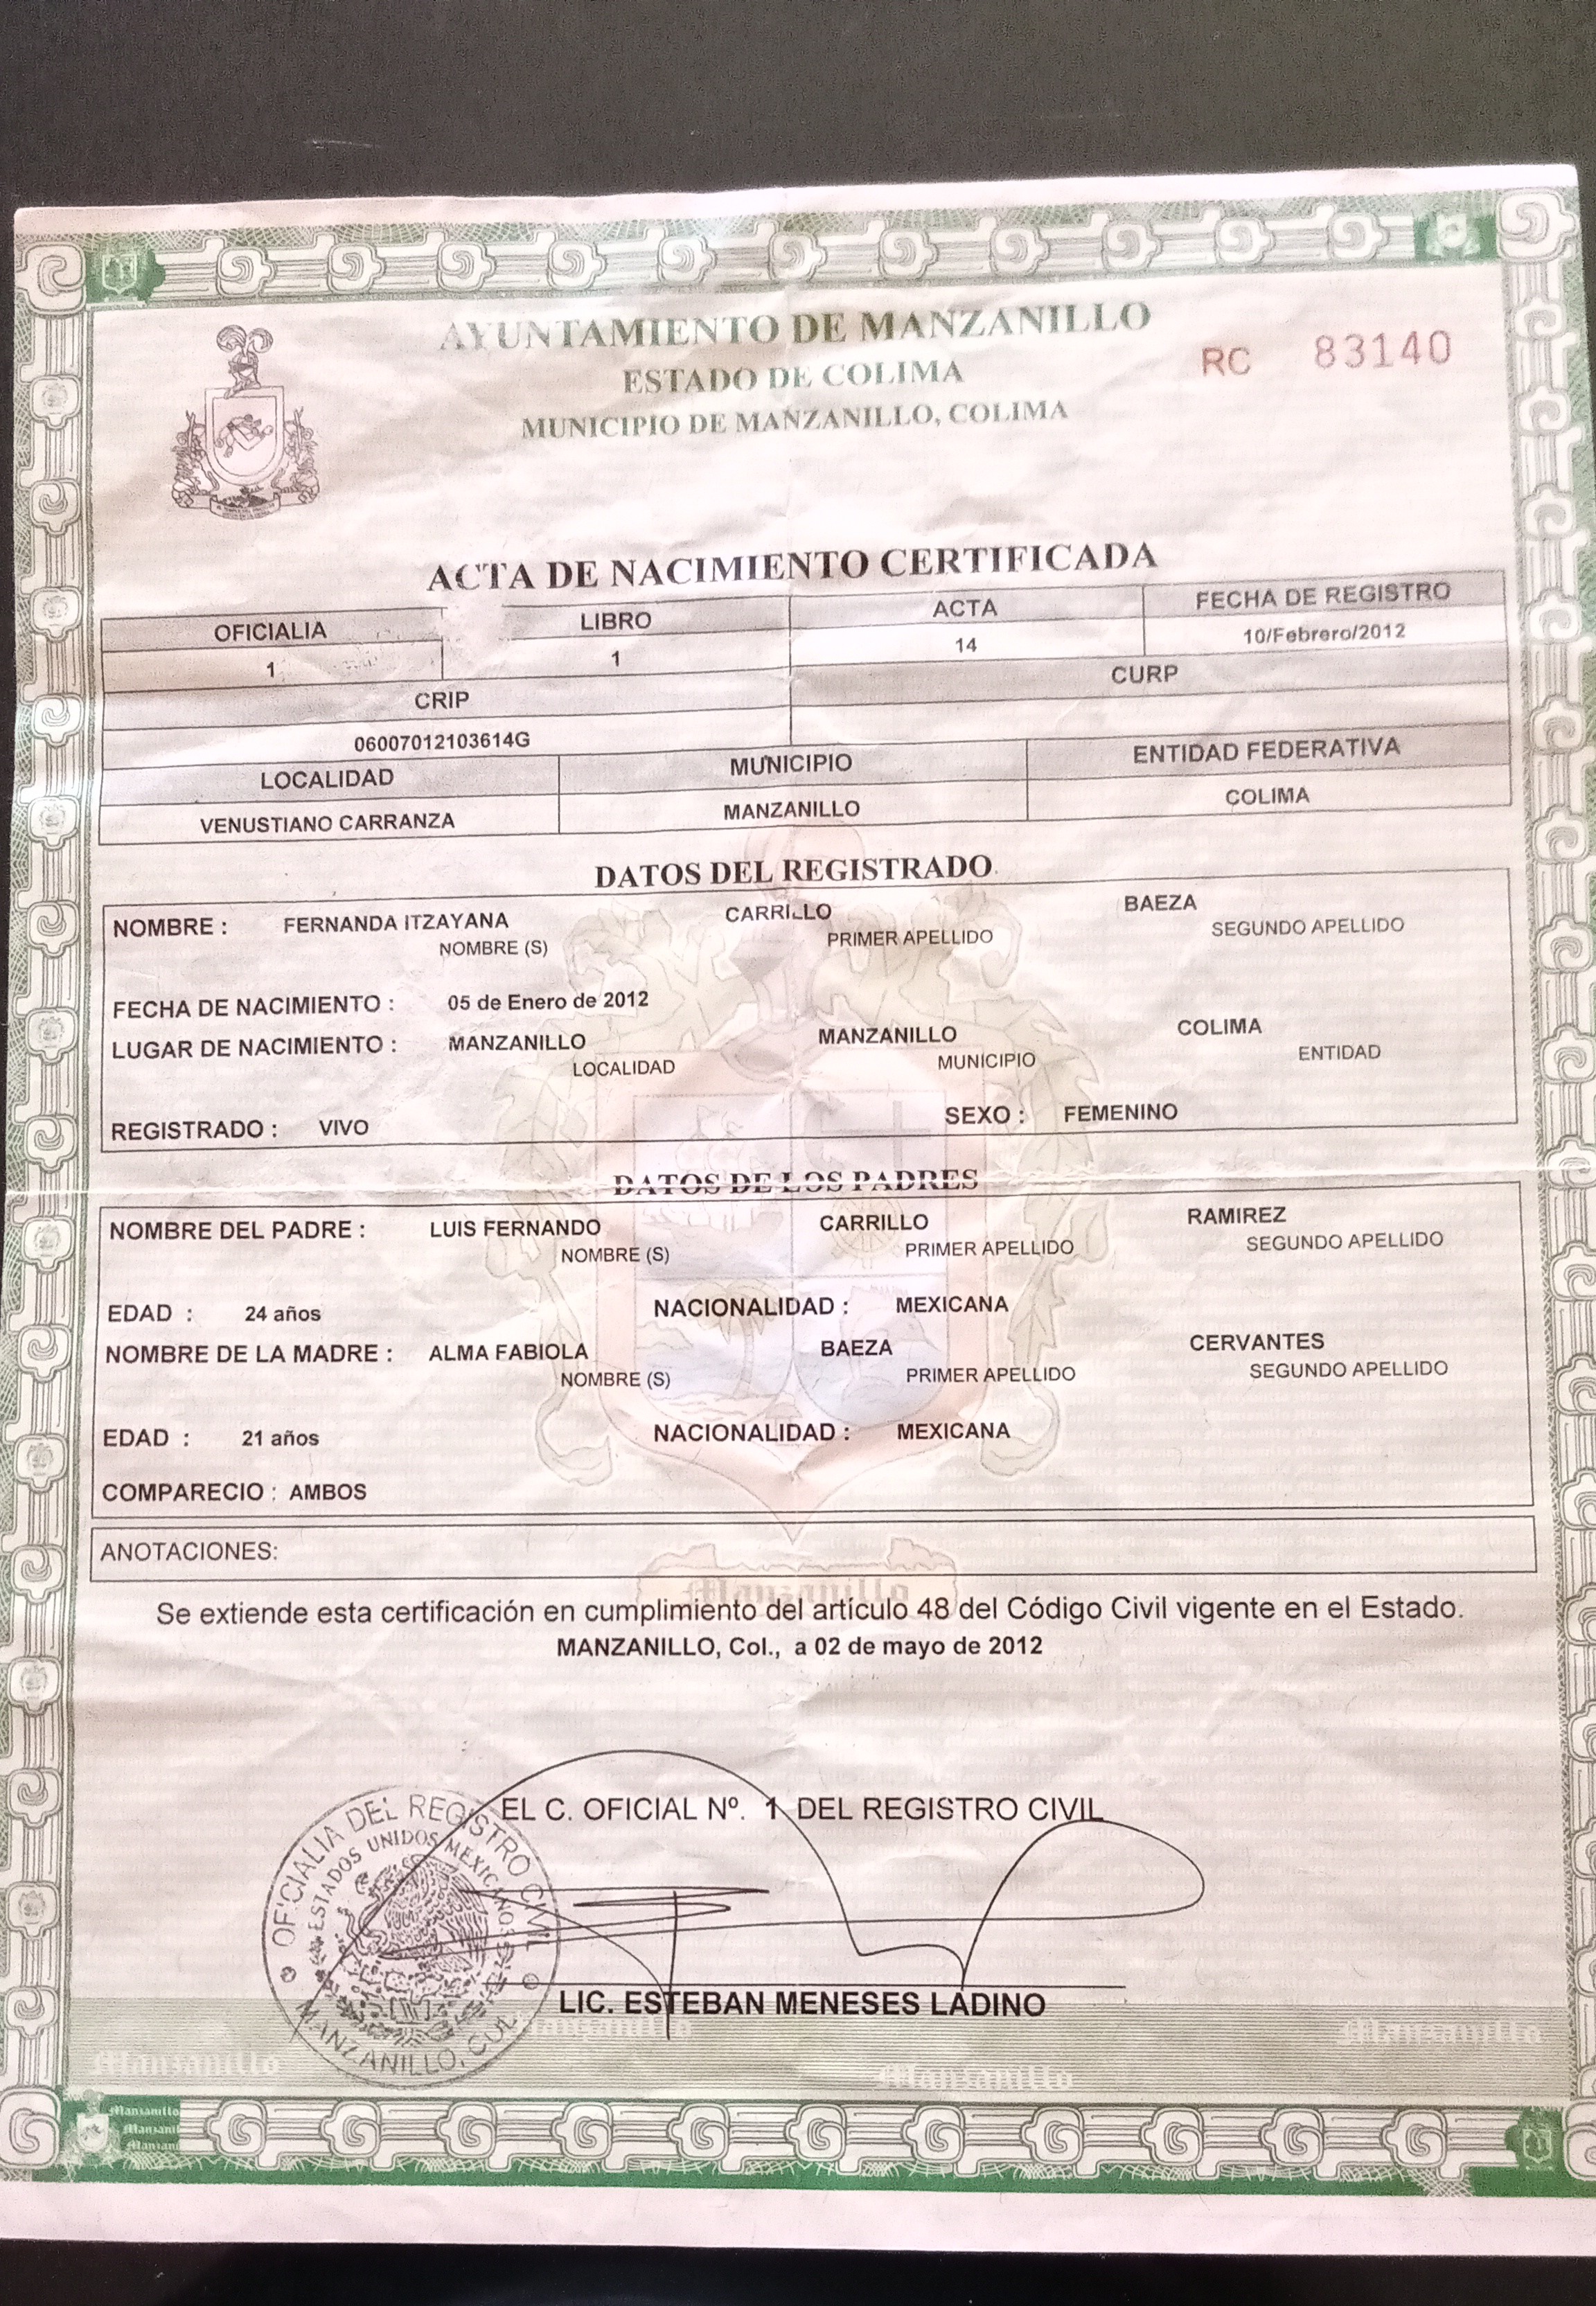 AYUNTAMIENTO DE MANZANILLO
ESTADO DE COLIMA
MUNICIPIO DE MANZANILLO, COLIMA
RC 83140
ACTA DE NACIMIENTO CERTIFICADA
OFICIALIA LIBRO ACTA FECHA DE REGISTRO
1 1 14 10/Febrero/2012
CRIP CURP
06007012103614G
LOCALIDAD MUNICIPIO ENTIDAD FEDERATIVA
VENUSTIANO CARRANZA MANZANILLO COLIMA
DATOS DEL REGISTRADO
NOMBRE : FERNANDA ITZAYANA CARRILLO BAEZA
NOMBRE (S) PRIMER APELLIDO SEGUNDO APELLIDO
FECHA DE NACIMIENTO : 05 de Enero de 2012
LUGAR DE NACIMIENTO : MANZANILLO MANZANILLO COLIMA
LOCALIDAD MUNICIPIO ENTIDAD
REGISTRADO : VIVO SEXO : FEMENINO
DATOS DE LOS PADRES
NOMBRE DEL PADRE : LUIS FERNANDO CARRILLO RAMIREZ
NOMBRE (S) PRIMER APELLIDO SEGUNDO APELLIDO
EDAD : 24 años NACIONALIDAD : MEXICANA
NOMBRE DE LA MADRE : ALMA FABIOLA BAEZA CERVANTES
NOMBRE (S) PRIMER APELLIDO SEGUNDO APELLIDO
EDAD : 21 años NACIONALIDAD : MEXICANA
COMPARECIO : AMBOS
ANOTACIONES:
Manzanillo
Se extiende esta certificación en cumplimiento del artículo 48 del Código Civil vigente en el Estado.
MANZANILLO, Col., a 02 de mayo de 2012
EL C. OFICIAL Nº. 1 DEL REGISTRO CIVIL
OFICIALIA DEL REGISTRO CIVIL
ESTADOS UNIDOS MEXICANOS
MANZANILLO, COL.
LIC. ESTEBAN MENESES LADINO
Manzanillo Manzanillo Manzanillo Manzanillo
Manzanillo